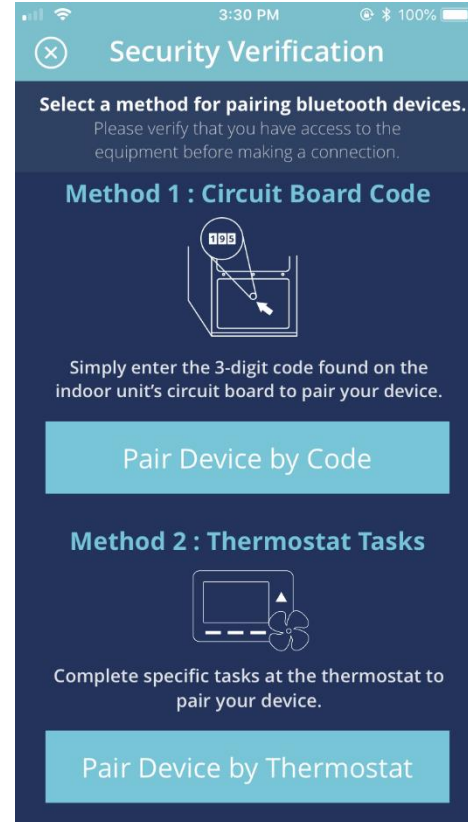 3:30 PM
100%
Security Verification
Select a method for pairing bluetooth devices.
Please verify that you have access to the
equipment before making a connection.
Method 1 : Circuit Board Code
195
Simply enter the 3-digit code found on the
indoor unit's circuit board to pair your device.
Pair Device by Code
Method 2 : Thermostat Tasks
Complete specific tasks at the thermostat to
pair your device.
Pair Device by Thermostat